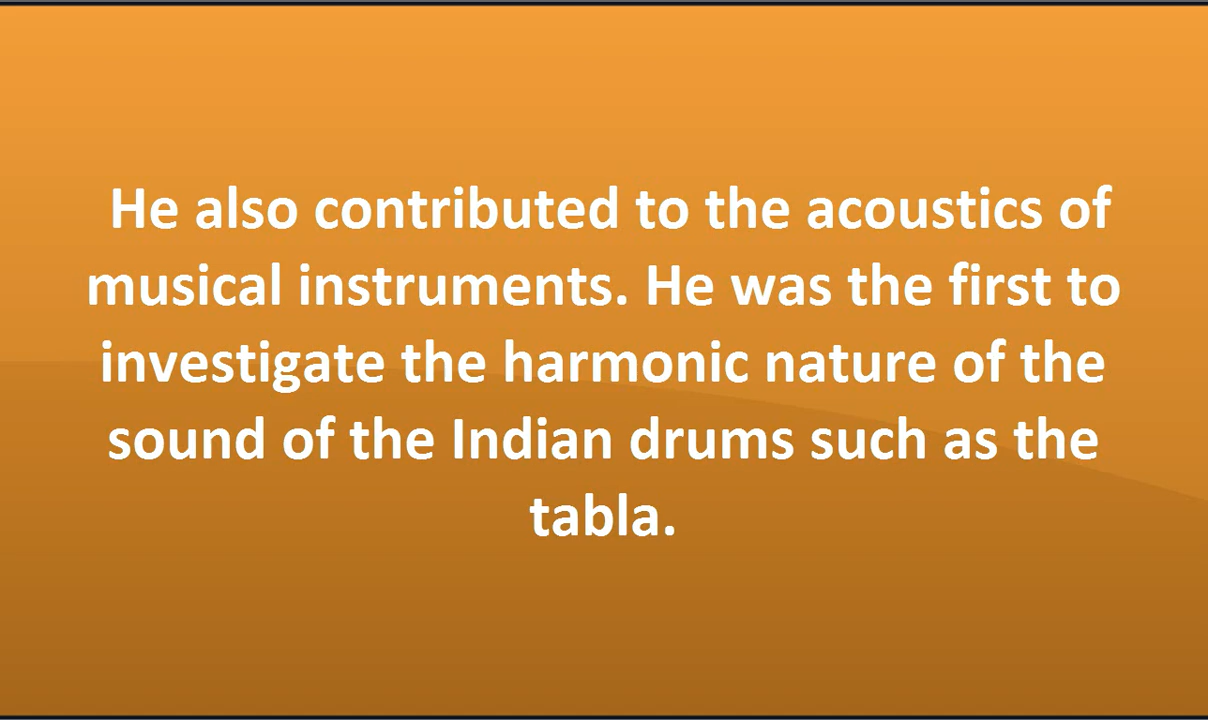 He also contributed to the acoustics of
musical instruments. He was the first to
investigate the harmonic nature of the
sound of the Indian drums such as the
tabla.